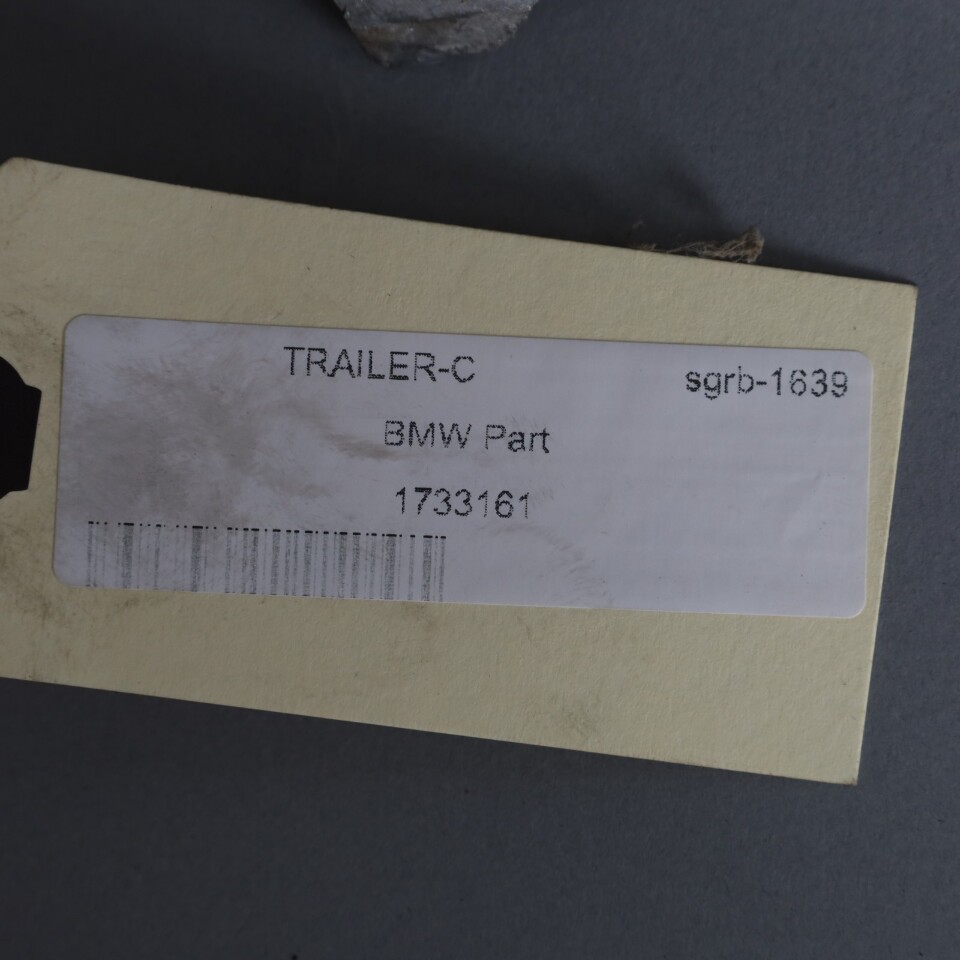 TRAILER-C sgrb-1639
BMW Part
1733161